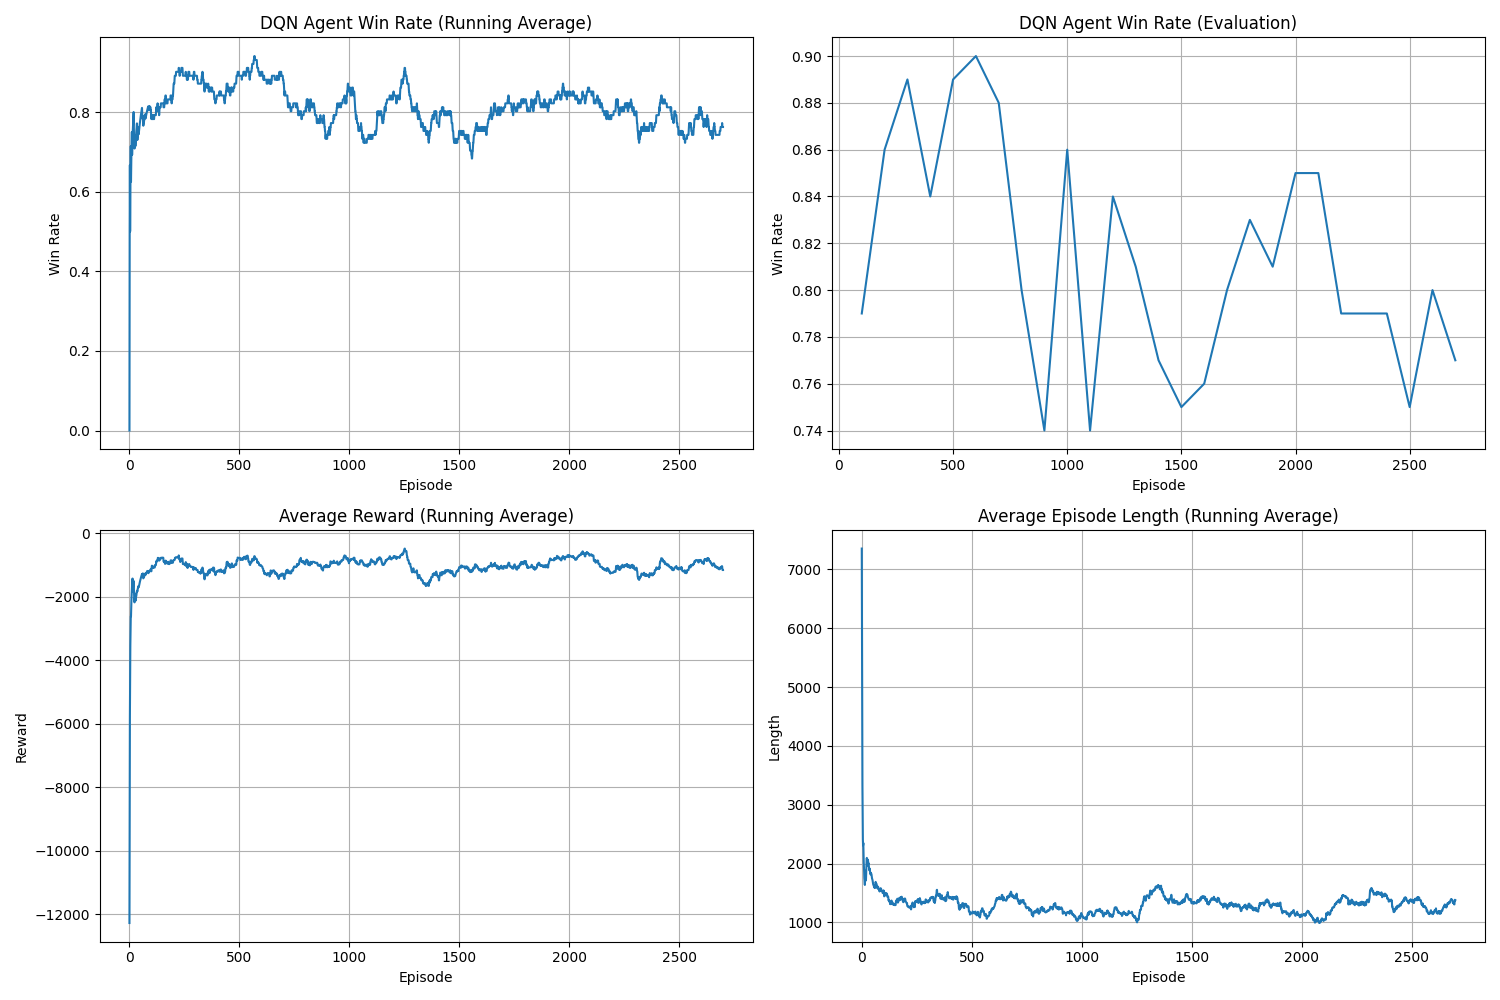 DQN Agent Win Rate (Running Average)
Win Rate
0.8
0.6
0.4
0.2
0.0
0 500 1000 1500 2000 2500
Episode
DQN Agent Win Rate (Evaluation)
Win Rate
0.90
0.88
0.86
0.84
0.82
0.80
0.78
0.76
0.74
0 500 1000 1500 2000 2500
Episode
Average Reward (Running Average)
Reward
0
−2000
−4000
−6000
−8000
−10000
−12000
0 500 1000 1500 2000 2500
Episode
Average Episode Length (Running Average)
Length
7000
6000
5000
4000
3000
2000
1000
0 500 1000 1500 2000 2500
Episode